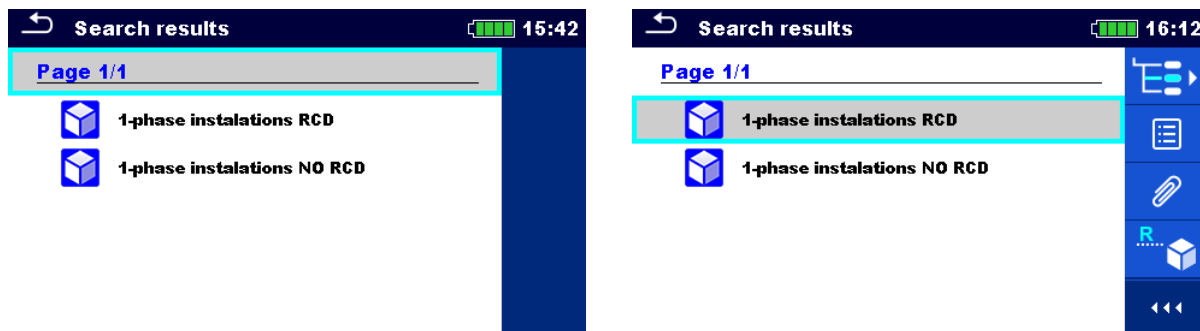 Search results 15:42
Page 1/1
1-phase instalations RCD
1-phase instalations NO RCD
Search results 16:12
Page 1/1
1-phase instalations RCD
1-phase instalations NO RCD
R